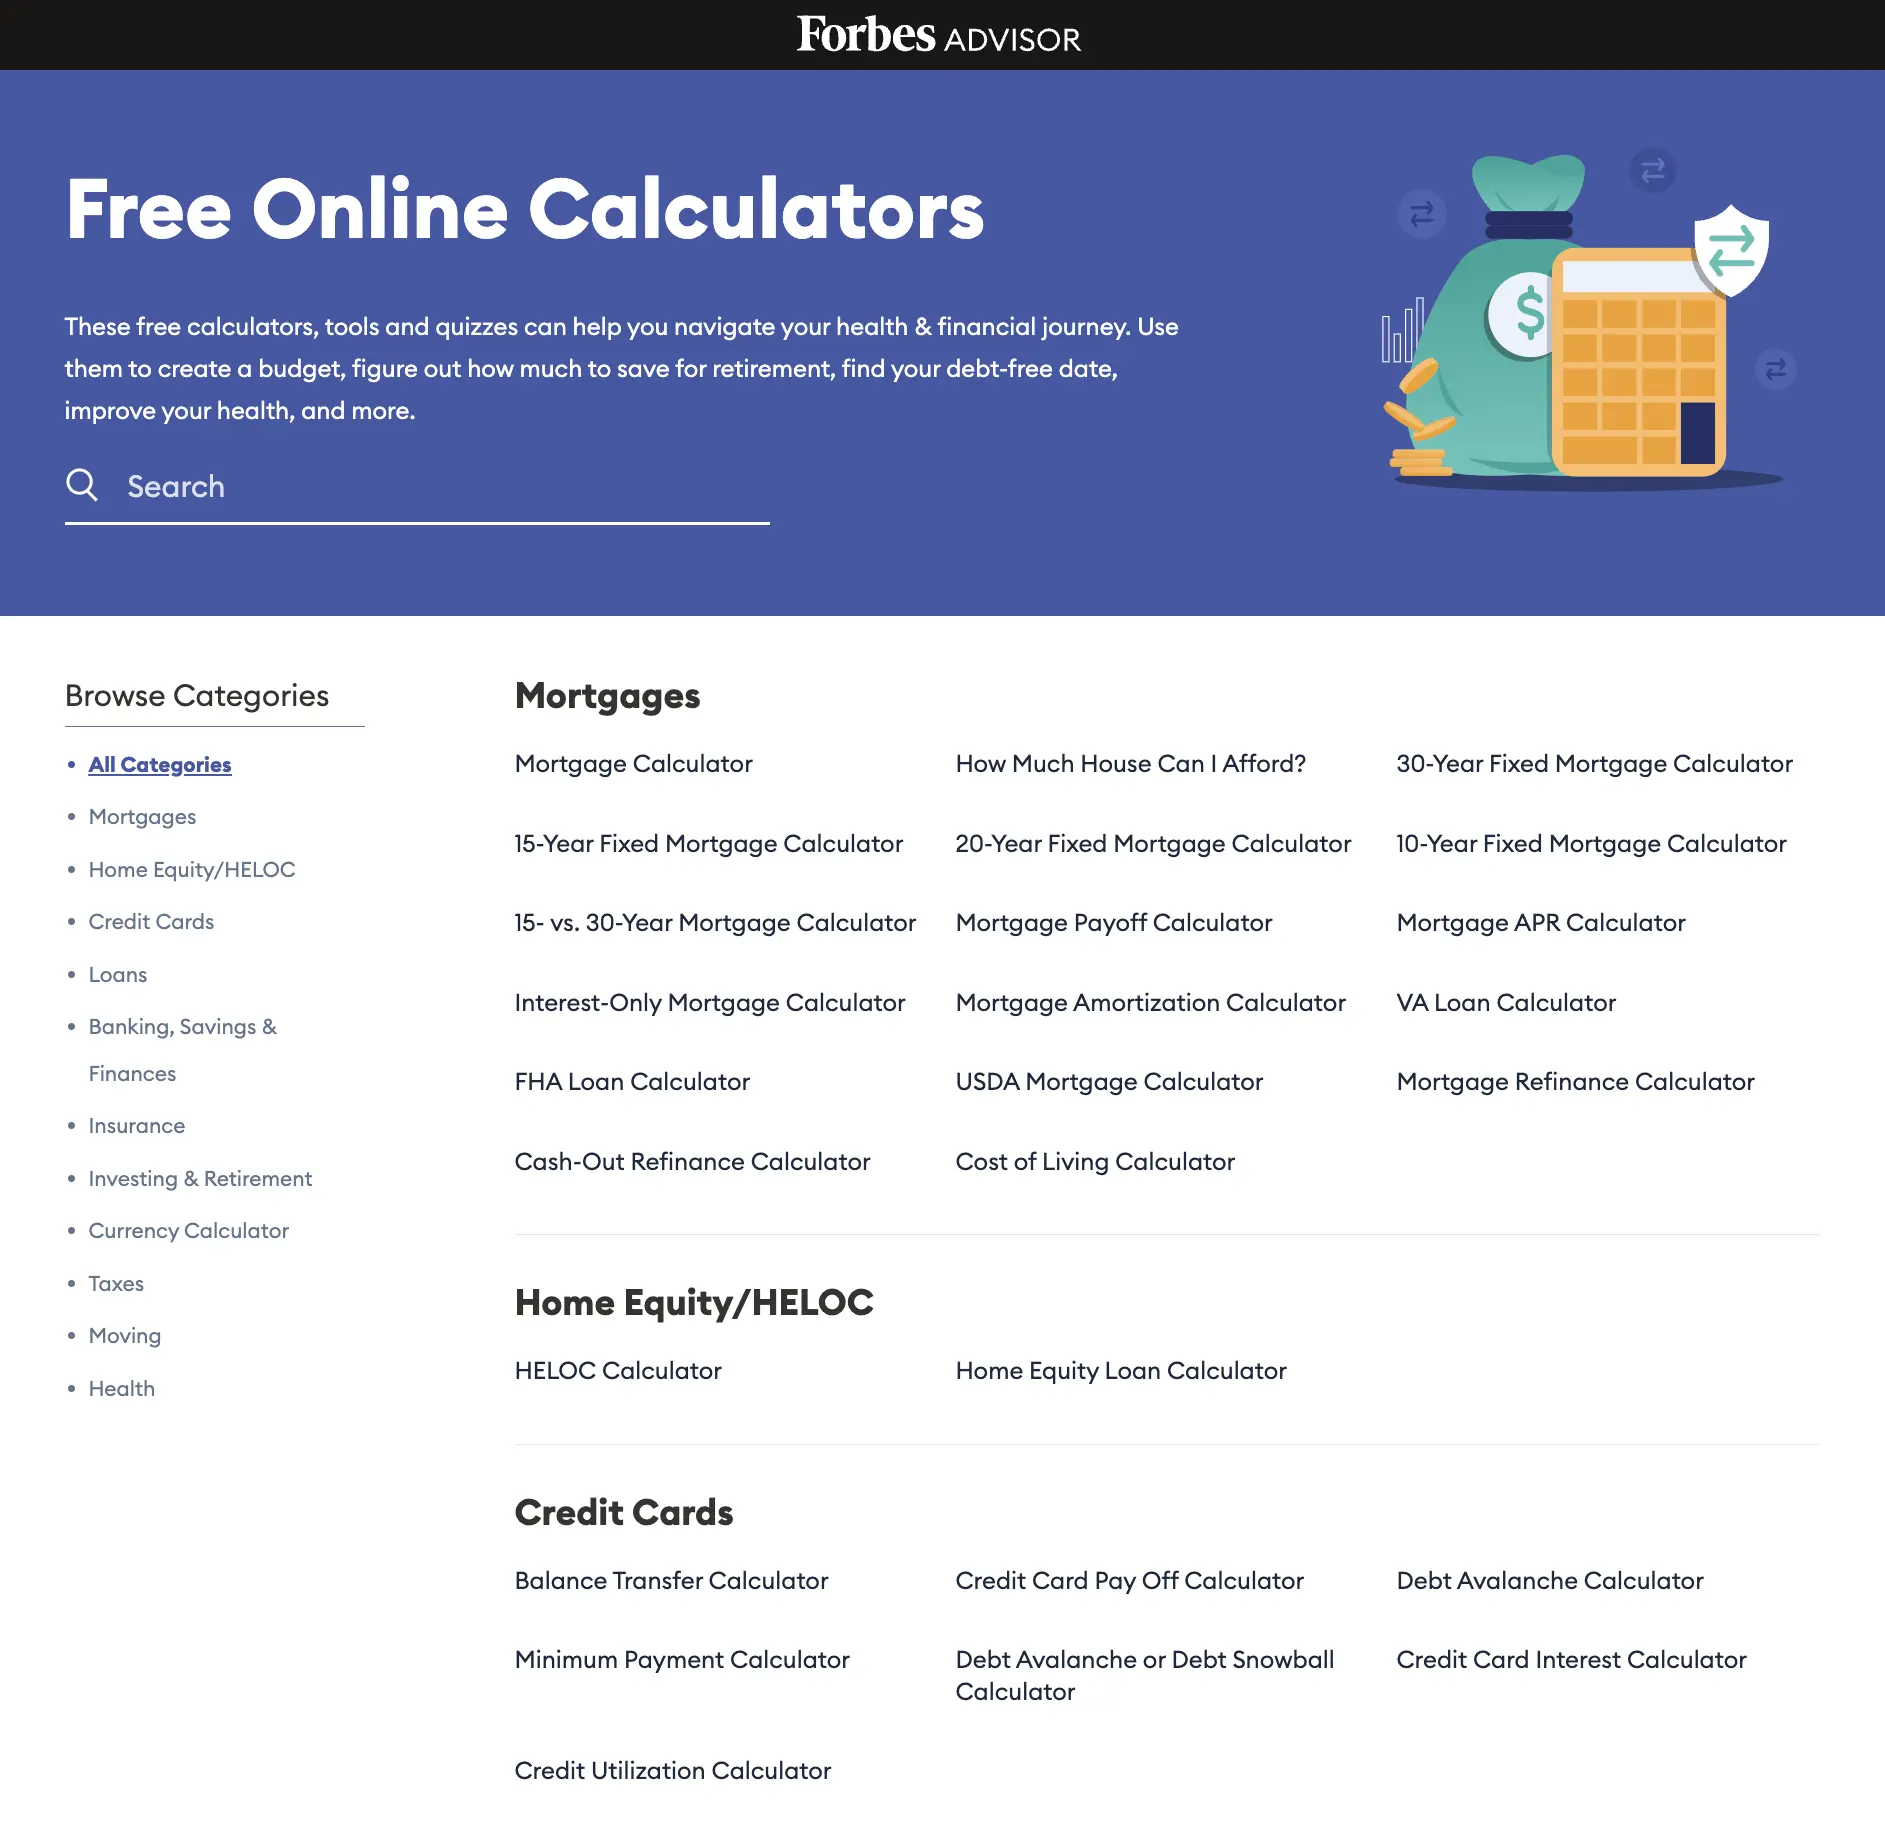 Forbes ADVISOR
Free Online Calculators
These free calculators, tools and quizzes can help you navigate your health & financial journey. Use
them to create a budget, figure out how much to save for retirement, find your debt-free date,
improve your health, and more.
Search
$
Browse Categories
All Categories
Mortgages
Home Equity/HELOC
Credit Cards
Loans
Banking, Savings &
Finances
Insurance
Investing & Retirement
Currency Calculator
Taxes
Moving
Health
Mortgages
Mortgage Calculator
How Much House Can I Afford?
30-Year Fixed Mortgage Calculator
15-Year Fixed Mortgage Calculator
20-Year Fixed Mortgage Calculator
10-Year Fixed Mortgage Calculator
15- vs. 30-Year Mortgage Calculator
Mortgage Payoff Calculator
Mortgage APR Calculator
Interest-Only Mortgage Calculator
Mortgage Amortization Calculator
VA Loan Calculator
FHA Loan Calculator
USDA Mortgage Calculator
Mortgage Refinance Calculator
Cash-Out Refinance Calculator
Cost of Living Calculator
Home Equity/HELOC
HELOC Calculator
Home Equity Loan Calculator
Credit Cards
Balance Transfer Calculator
Credit Card Pay Off Calculator
Debt Avalanche Calculator
Minimum Payment Calculator
Debt Avalanche or Debt Snowball
Calculator
Credit Card Interest Calculator
Credit Utilization Calculator